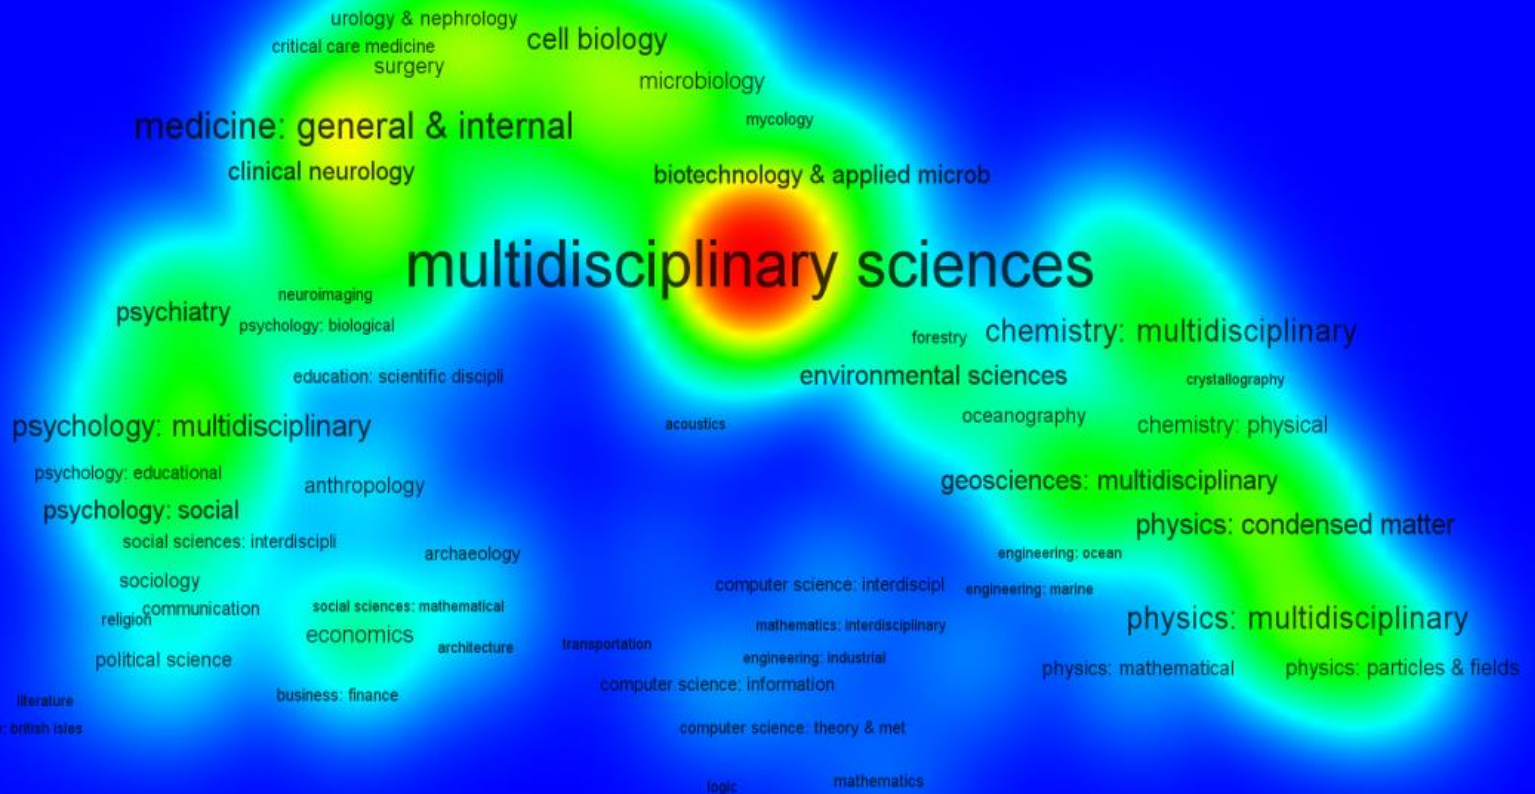 urology & nephrology
cell biology
critical care medicine
surgery
microbiology
mycology
medicine: general & internal
clinical neurology
biotechnology & applied microb
multidisciplinary sciences
neuroimaging
psychiatry
psychology: biological
forestry
chemistry: multidisciplinary
education: scientific discipli
environmental sciences
crystallography
oceanography
acoustics
psychology: multidisciplinary
chemistry: physical
psychology: educational
anthropology
geosciences: multidisciplinary
psychology: social
physics: condensed matter
social sciences: interdiscipli
archaeology
engineering: ocean
sociology
computer science: interdiscipl
engineering: marine
communication
religion
social sciences: mathematical
economics
mathematics: interdisciplinary
physics: multidisciplinary
architecture
transportation
political science
engineering: industrial
physics: mathematical
physics: particles & fields
computer science: information
business: finance
literature
: british isles
computer science: theory & met
mathematics
logic